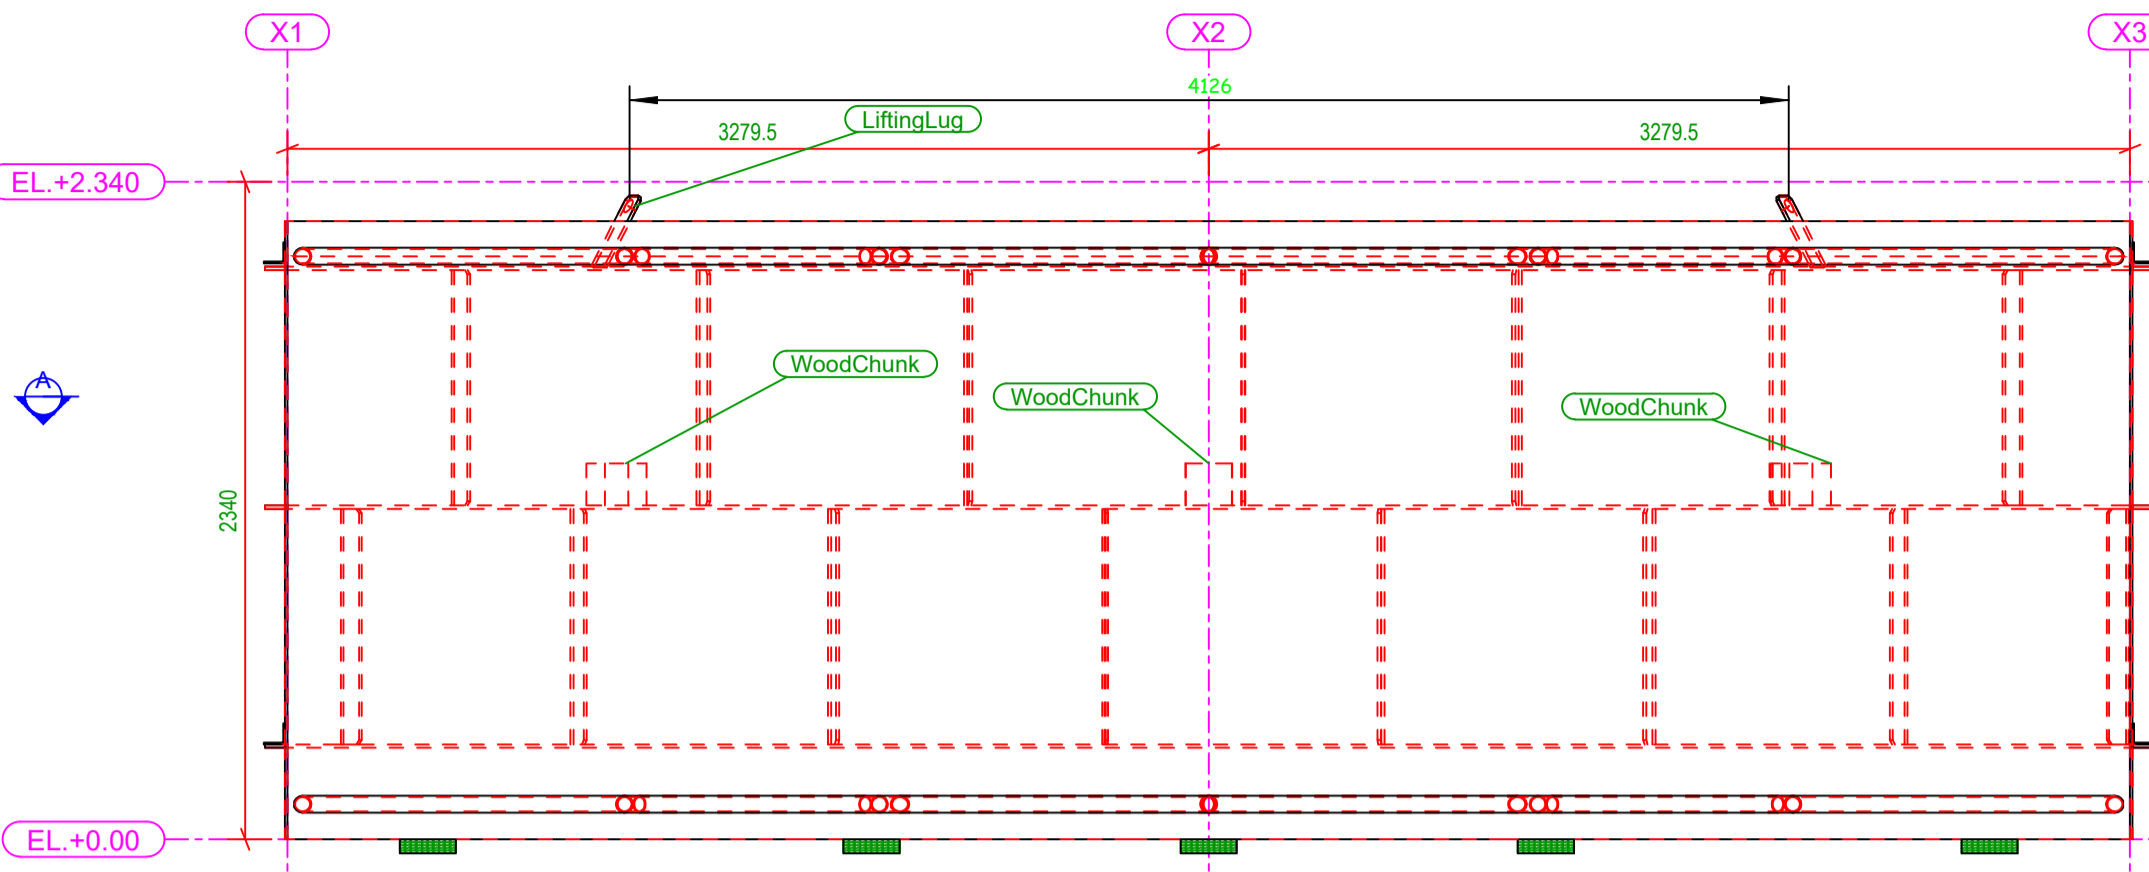 X1
X2
X3
4126
3279.5
LiftingLug
3279.5
EL.+2.340
A
WoodChunk
WoodChunk
WoodChunk
2340
EL.+0.00